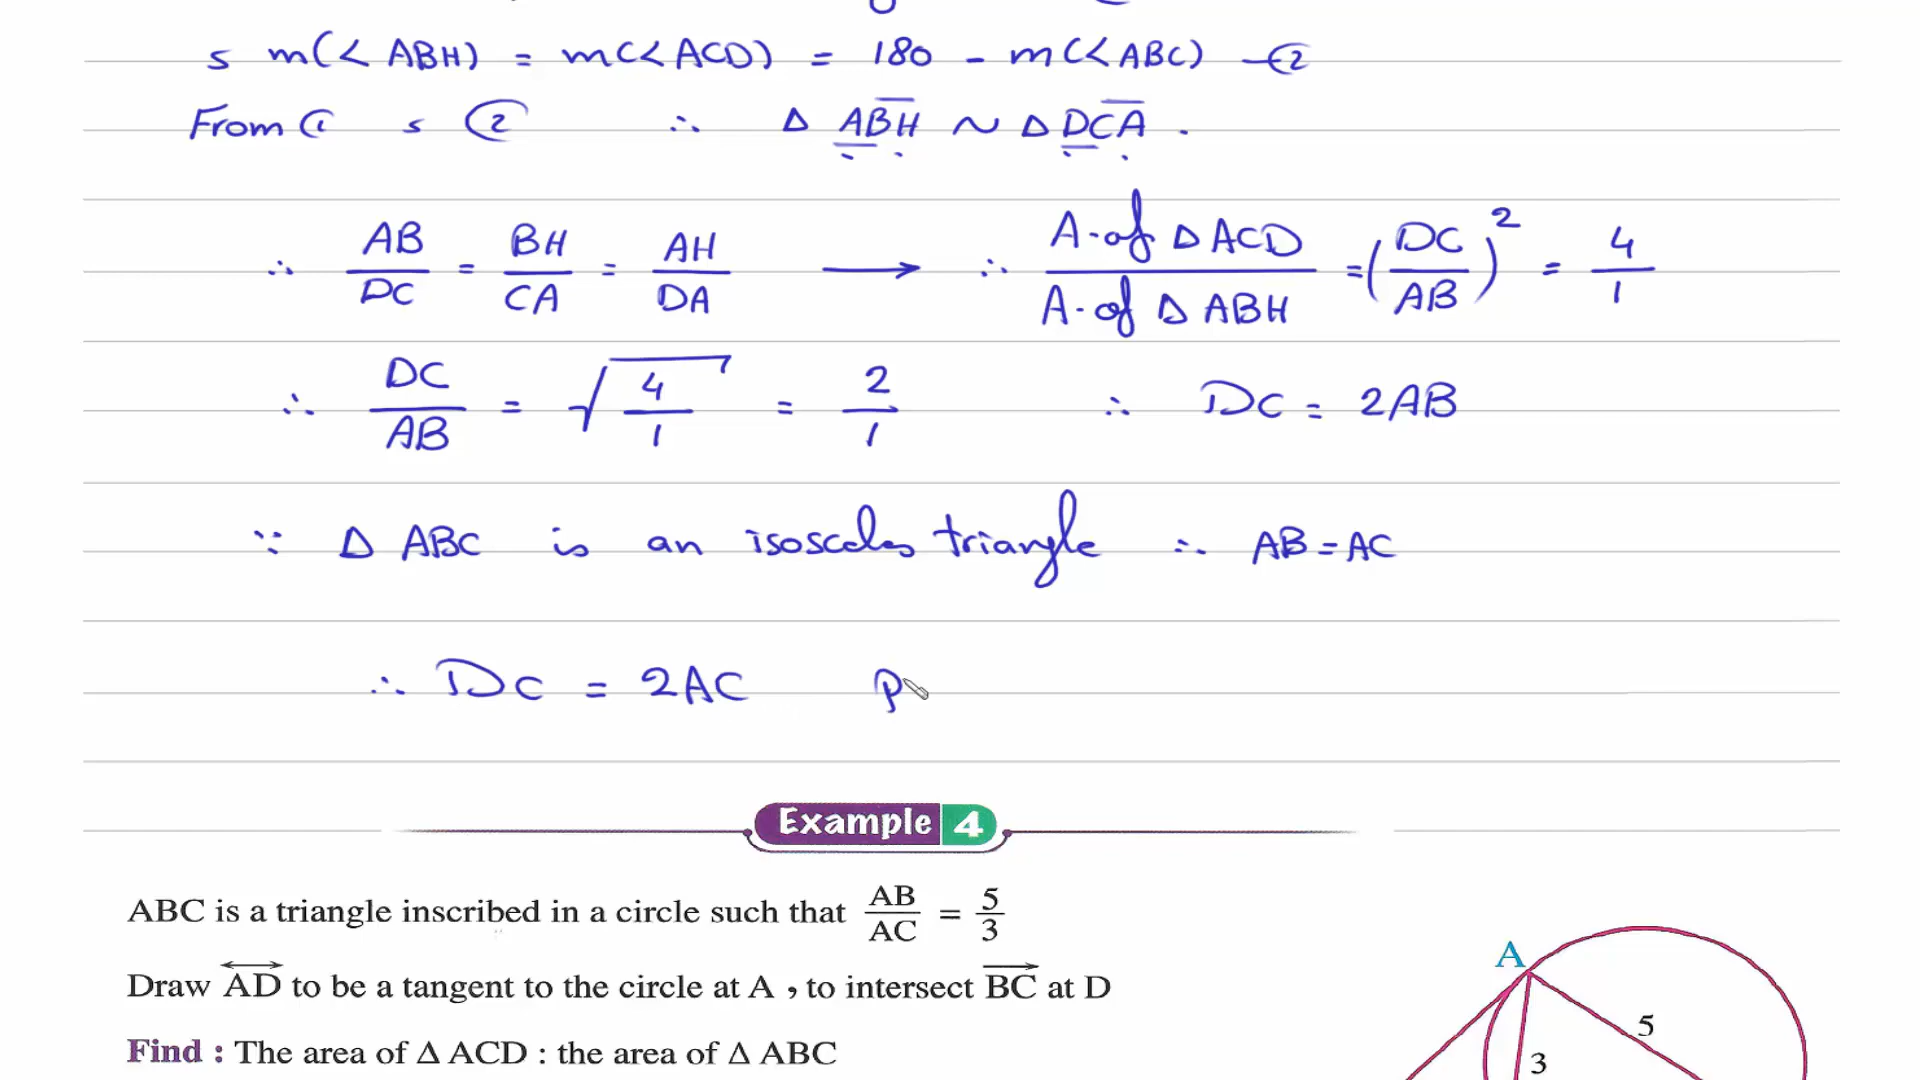 s m(< ABH) = m(< ACD) = 180 - m(< ABC) —②
From ① s ② ∴ Δ ABH ~ Δ DCA .
∴ AB/DC = BH/CA = AH/DA ⟶ ∴ A. of Δ ACD / A. of Δ ABH = (DC/AB)² = 4/1
∴ DC/AB = √(4/1) = 2/1 ∴ DC = 2AB
∵ Δ ABC is an isosceles triangle ∴ AB = AC
∴ DC = 2AC P
Example 4
ABC is a triangle inscribed in a circle such that AB/AC = 5/3
Draw AD to be a tangent to the circle at A , to intersect BC at D
Find : The area of Δ ACD : the area of Δ ABC
A
5
3